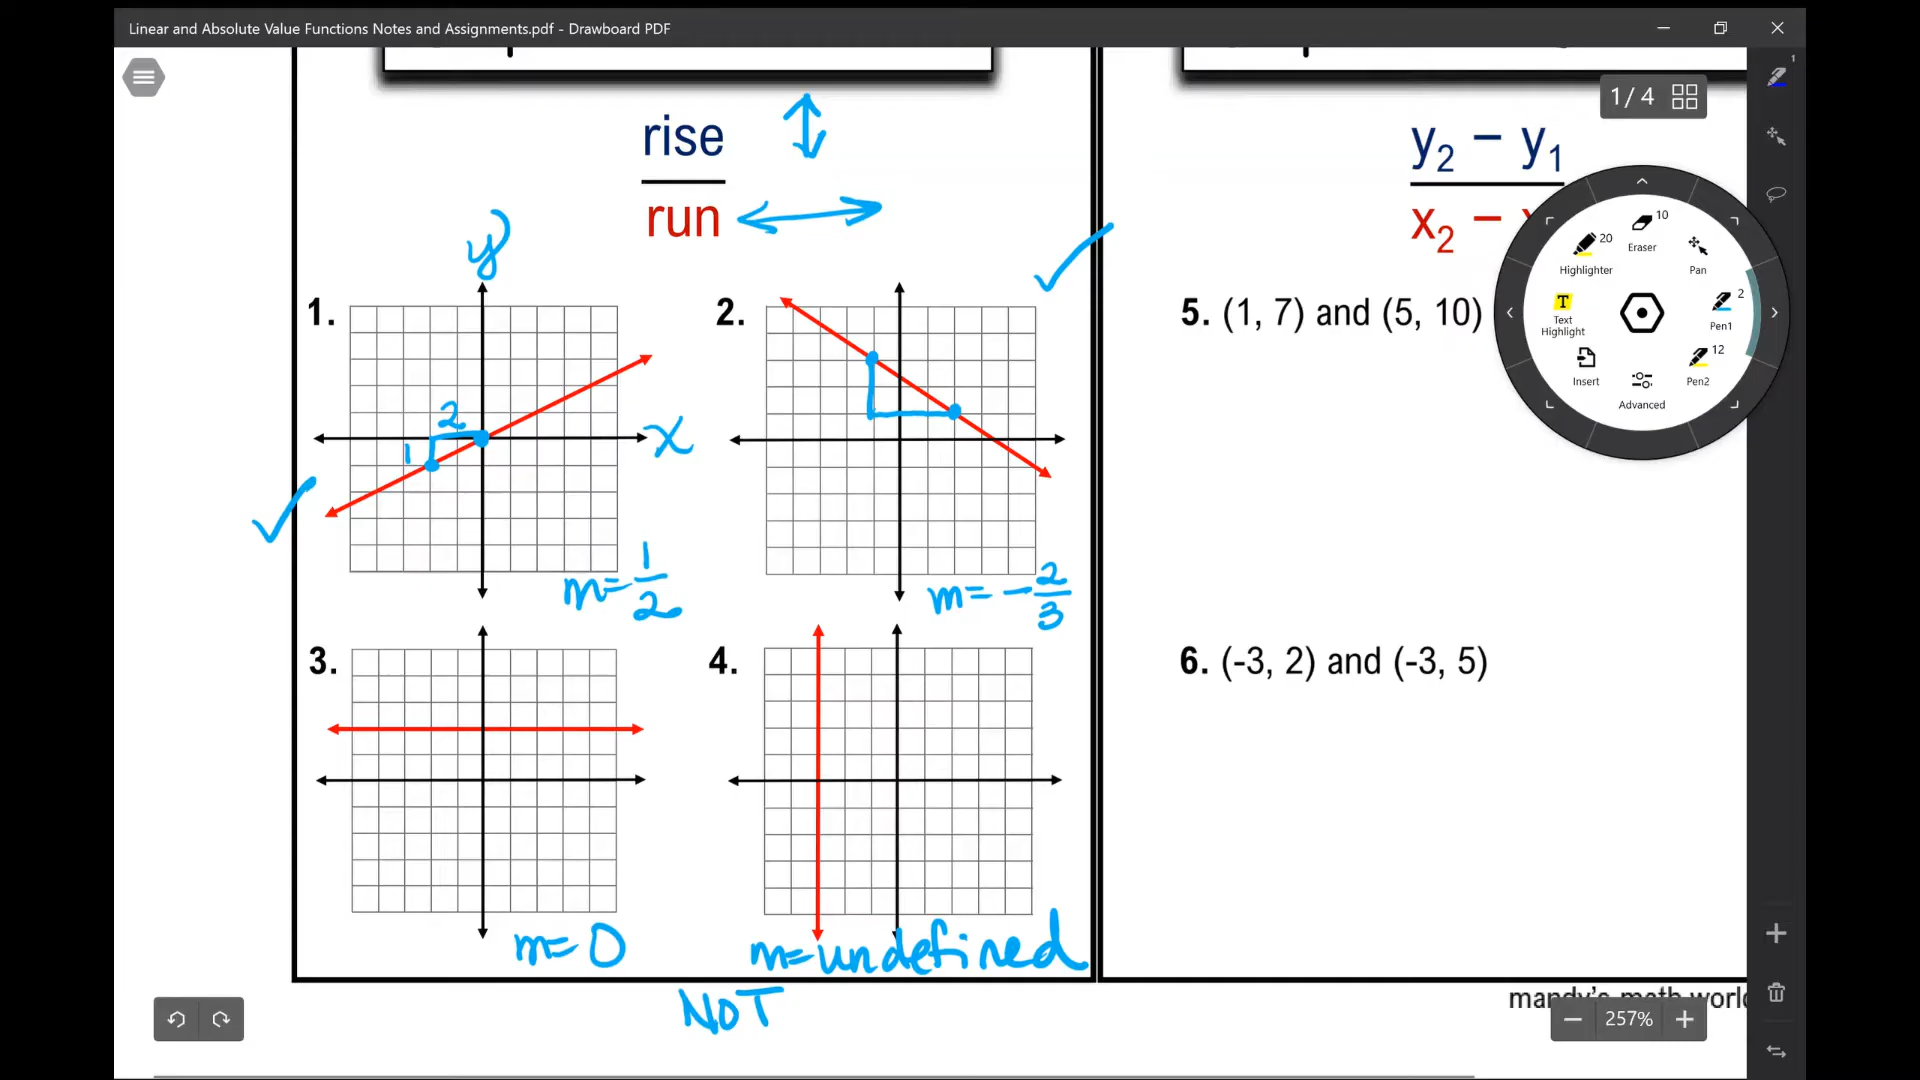 Linear and Absolute Value Functions Notes and Assignments.pdf - Drawboard PDF
1
1 / 4
rise
run
y
x
y2 − y1
x2 −
10
Eraser
20
Highlighter
Pan
T
Text
Highlight
2
Pen1
Insert
12
Pen2
Advanced
1.
2
1
m=1/2
2.
m=-2/3
5. (1, 7) and (5, 10)
3.
m=0
4.
m=undefined
NOT
6. (-3, 2) and (-3, 5)
mandy's math
257%